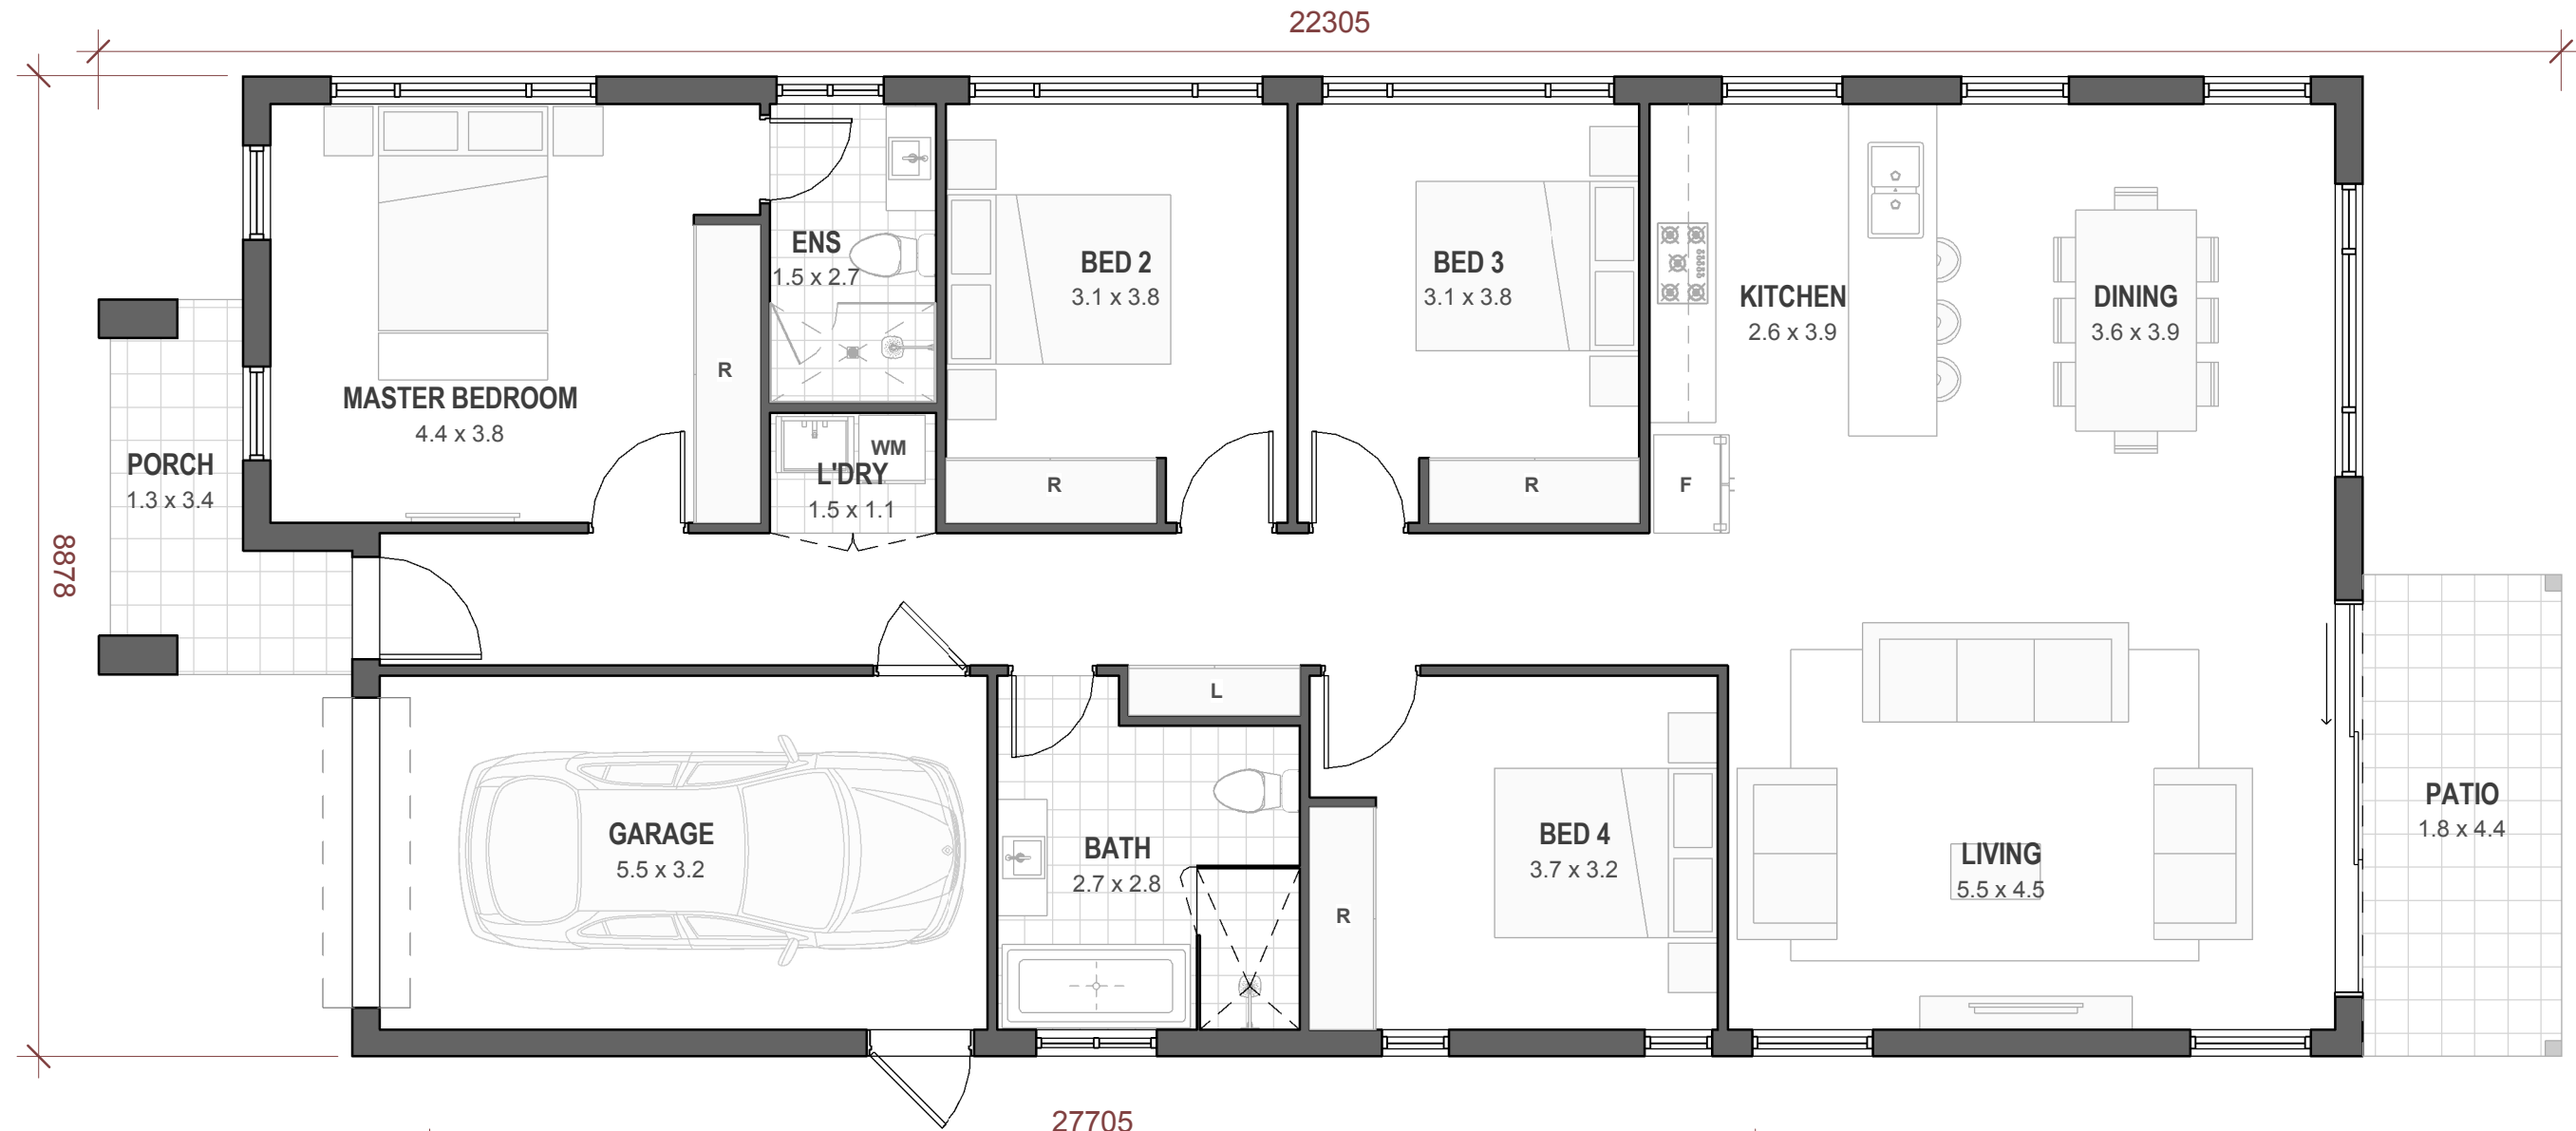 22305
8878
MASTER BEDROOM
4.4 x 3.8
R
ENS
1.5 x 2.7
WM
L'DRY
1.5 x 1.1
BED 2
3.1 x 3.8
R
BED 3
3.1 x 3.8
R
KITCHEN
2.6 x 3.9
F
DINING
3.6 x 3.9
PORCH
1.3 x 3.4
GARAGE
5.5 x 3.2
BATH
2.7 x 2.8
L
R
BED 4
3.7 x 3.2
LIVING
5.5 x 4.5
PATIO
1.8 x 4.4
27705